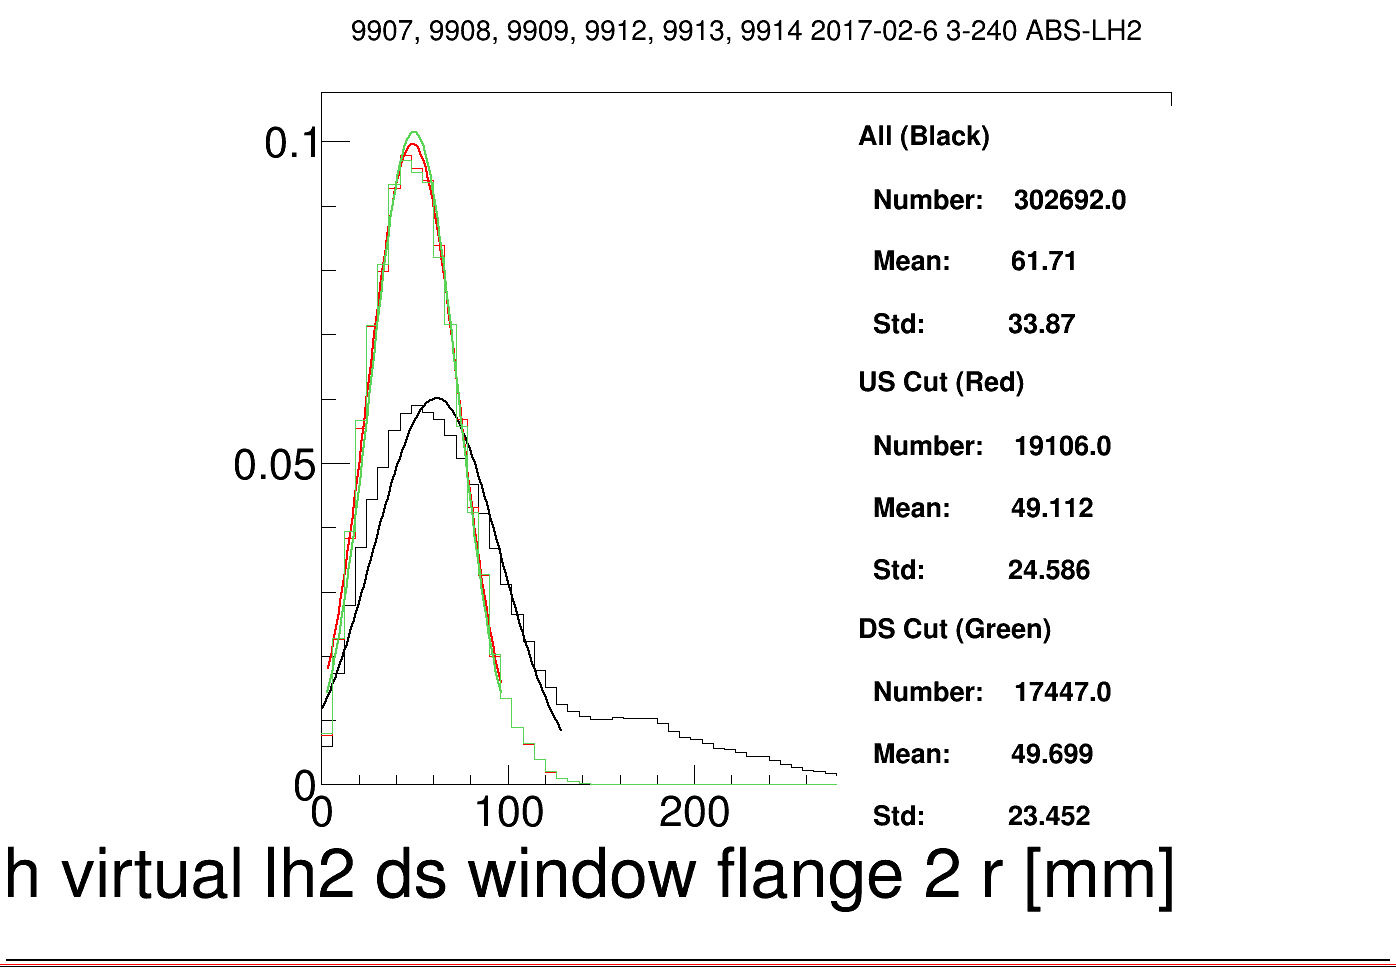 9907, 9908, 9909, 9912, 9913, 9914 2017-02-6 3-240 ABS-LH2
0.1
0.05
0
0 100 200
h virtual lh2 ds window flange 2 r [mm]
All (Black)
Number: 302692.0
Mean: 61.71
Std: 33.87
US Cut (Red)
Number: 19106.0
Mean: 49.112
Std: 24.586
DS Cut (Green)
Number: 17447.0
Mean: 49.699
Std: 23.452